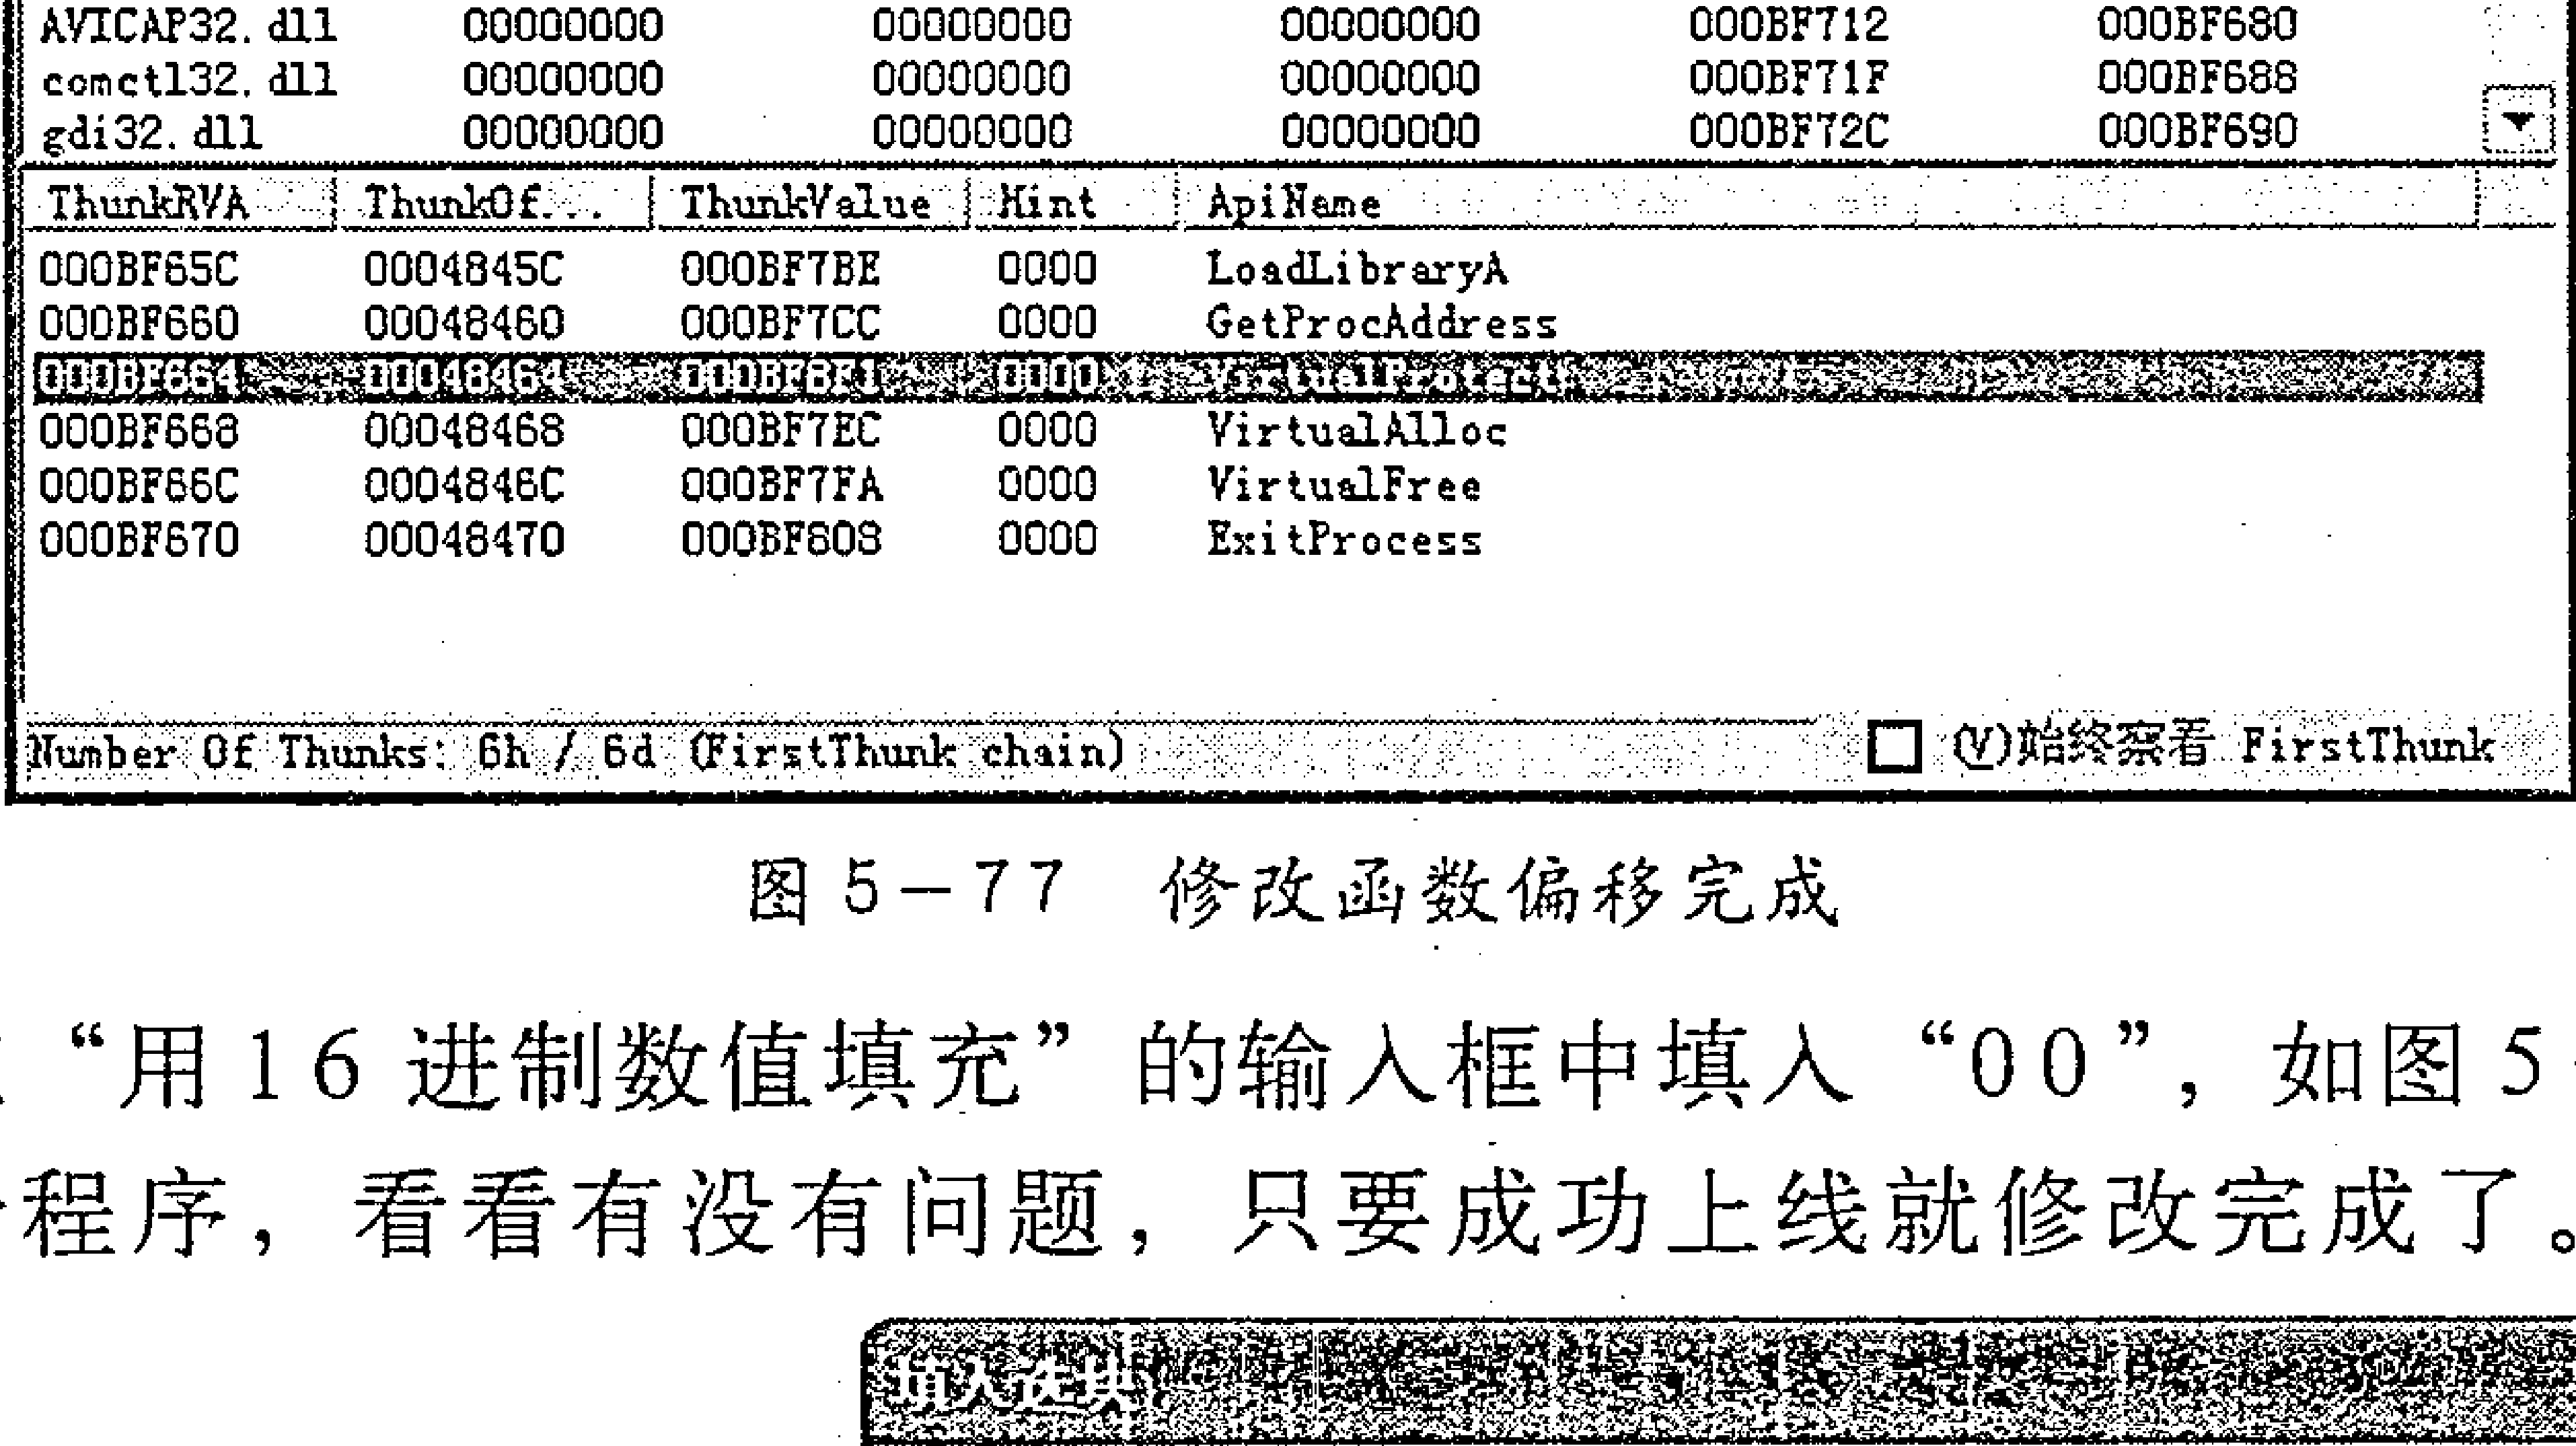 AVICAP32.dll 00000000 00000000 00000000 000BF712 000BF680
comctl32.dll 00000000 00000000 00000000 000BF71F 000BF688
gdi32.dll 00000000 00000000 00000000 000BF72C 000BF690
ThunkRVA ThunkOf... ThunkValue Hint ApiName
000BF65C 0004845C 000BF7BE 0000 LoadLibraryA
000BF660 00048460 000BF7CC 0000 GetProcAddress
000BF664 00048464 000BF8F1 0000 VirtualProtect
000BF668 00048468 000BF7EC 0000 VirtualAlloc
000BF66C 0004846C 000BF7FA 0000 VirtualFree
000BF670 00048470 000BF808 0000 ExitProcess
Number Of Thunks: 6h / 6d (FirstThunk chain) (V)始终察看 FirstThunk
图 5-77 修改函数偏移完成
“用16进制数值填充”的输入框中填入“00”，如图5
程序，看看有没有问题，只要成功上线就修改完成了。